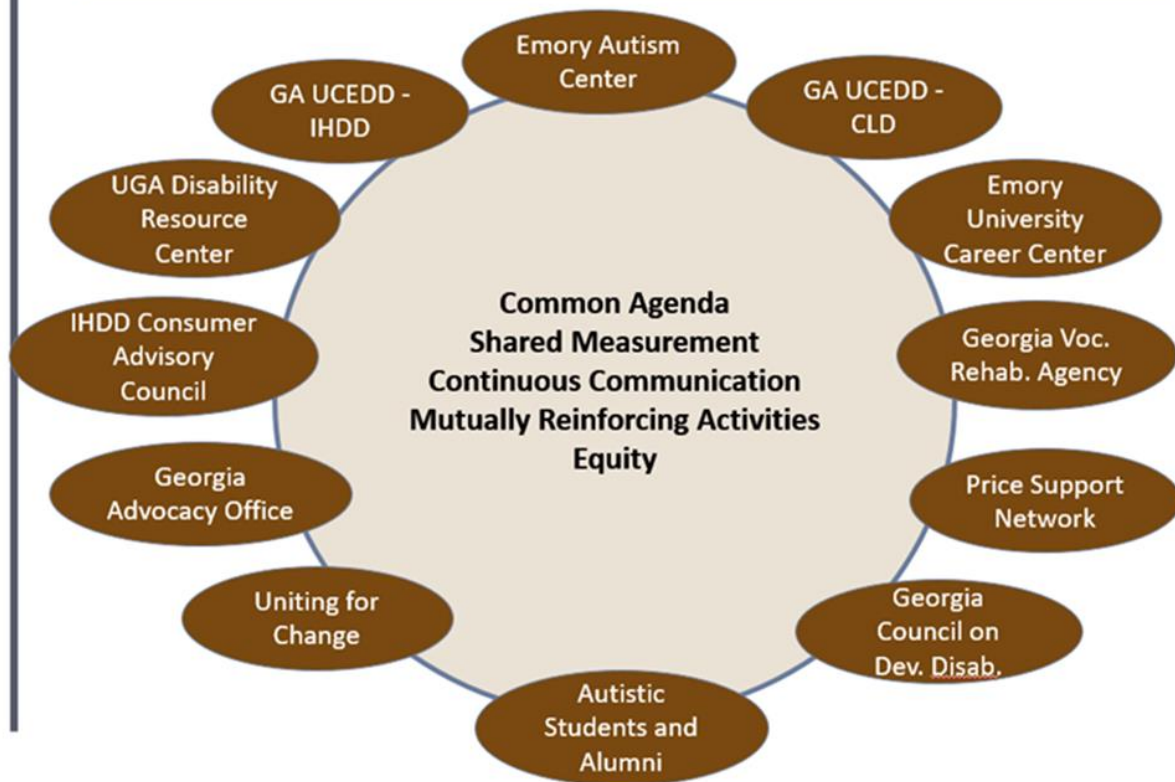 Emory Autism
Center
GA UCEDD -
CLD
Emory
University
Career Center
Georgia Voc.
Rehab. Agency
Price Support
Network
Georgia
Council on
Dev. Disab.
Autistic
Students and
Alumni
Uniting for
Change
Georgia
Advocacy Office
IHDD Consumer
Advisory
Council
UGA Disability
Resource
Center
GA UCEDD -
IHDD
Common Agenda
Shared Measurement
Continuous Communication
Mutually Reinforcing Activities
Equity